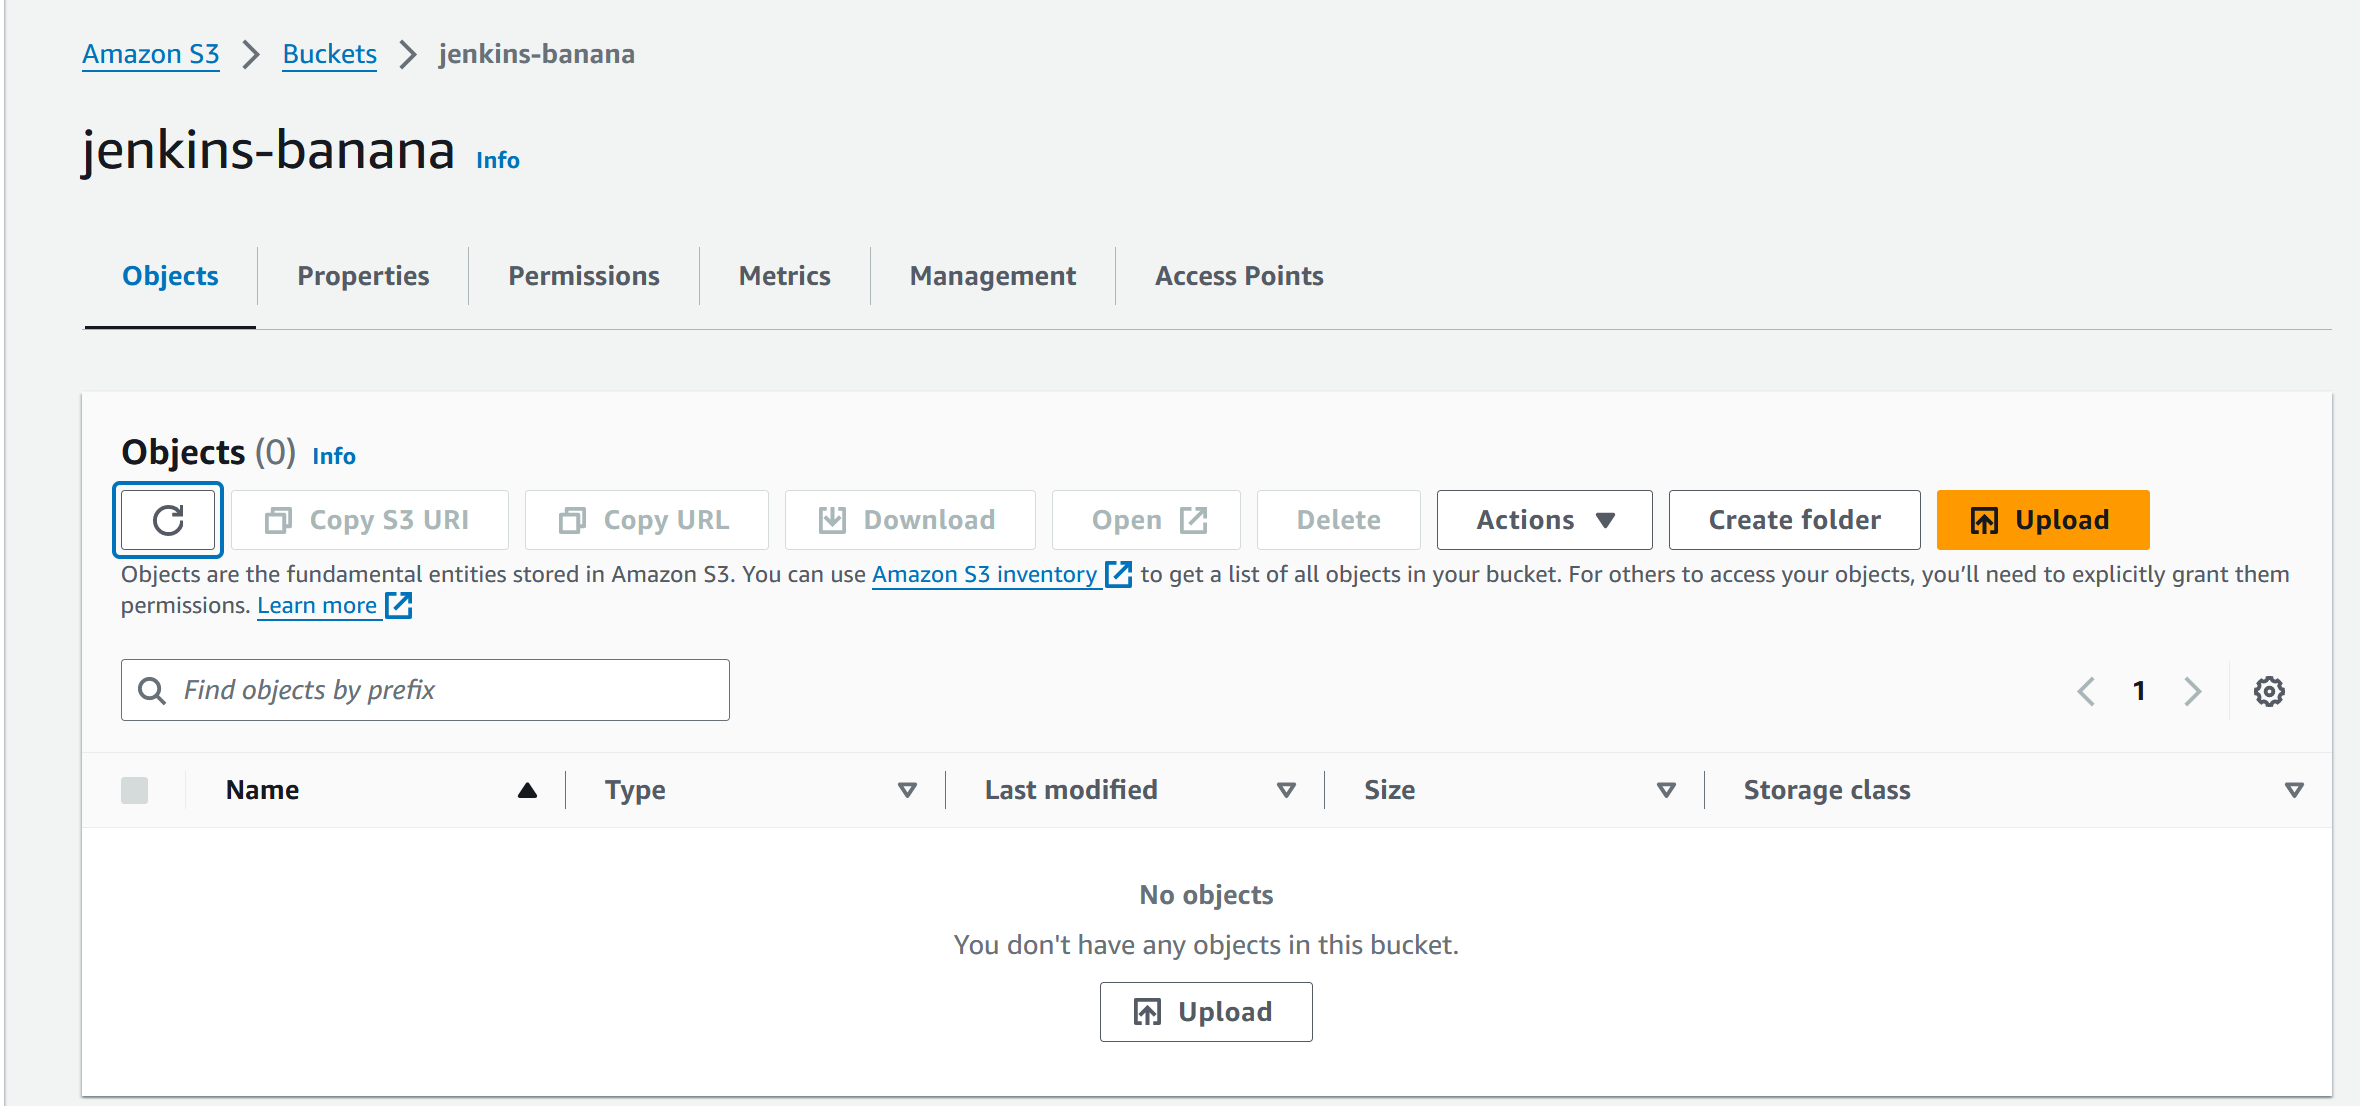 Amazon S3 Buckets jenkins-banana
jenkins-banana Info
Objects Properties Permissions Metrics Management Access Points
Objects (0) Info
Copy S3 URI Copy URL Download Open Delete Actions Create folder Upload
Objects are the fundamental entities stored in Amazon S3. You can use Amazon S3 inventory to get a list of all objects in your bucket. For others to access your objects, you’ll need to explicitly grant them
permissions. Learn more
Find objects by prefix 1
Name Type Last modified Size Storage class
No objects
You don't have any objects in this bucket.
Upload